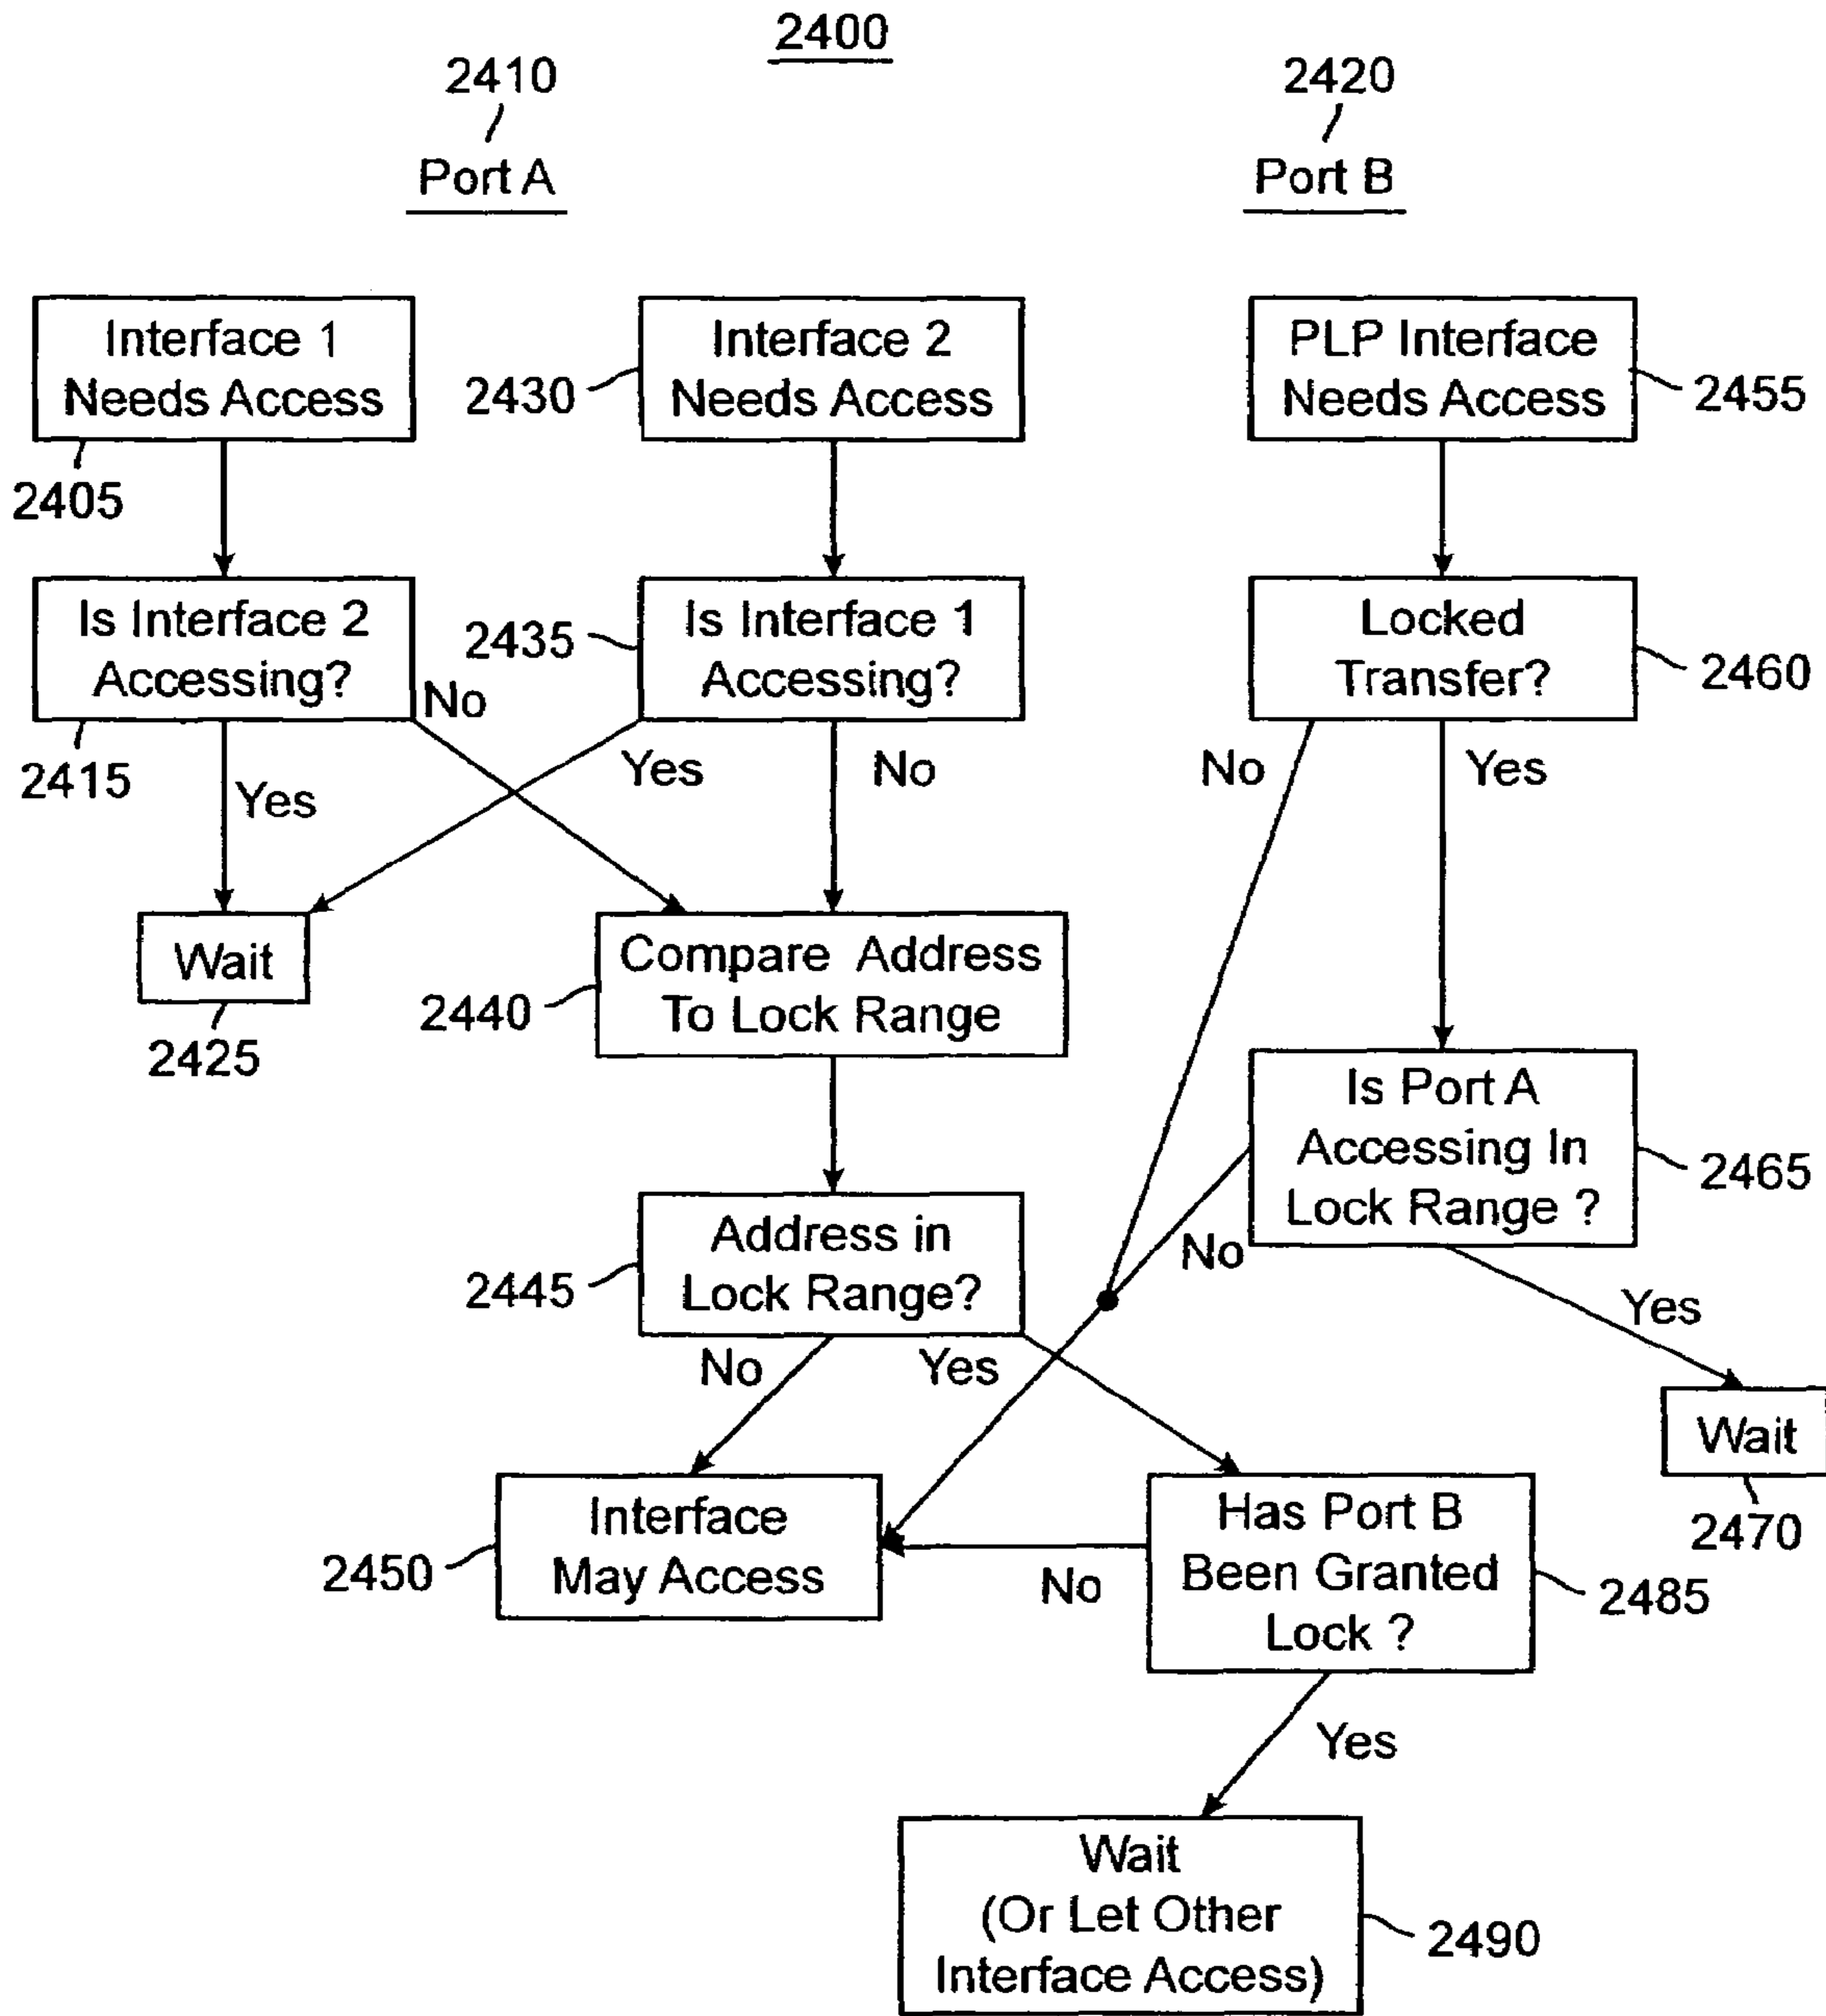 2400
2410
2420
Port A
Port B
Interface 1
Needs Access
2405
2430
Interface 2
Needs Access
PLP Interface
Needs Access
2455
Is Interface 2
Accessing?
2415
No
Yes
2435
Is Interface 1
Accessing?
Yes
No
Locked
Transfer?
2460
No
Yes
Wait
2425
2440
Compare Address
To Lock Range
Is Port A
Accessing In
Lock Range ?
2465
No
Yes
2445
Address in
Lock Range?
No
Yes
Wait
2470
2450
Interface
May Access
Has Port B
Been Granted
Lock ?
2485
No
Yes
Wait
(Or Let Other
Interface Access)
2490